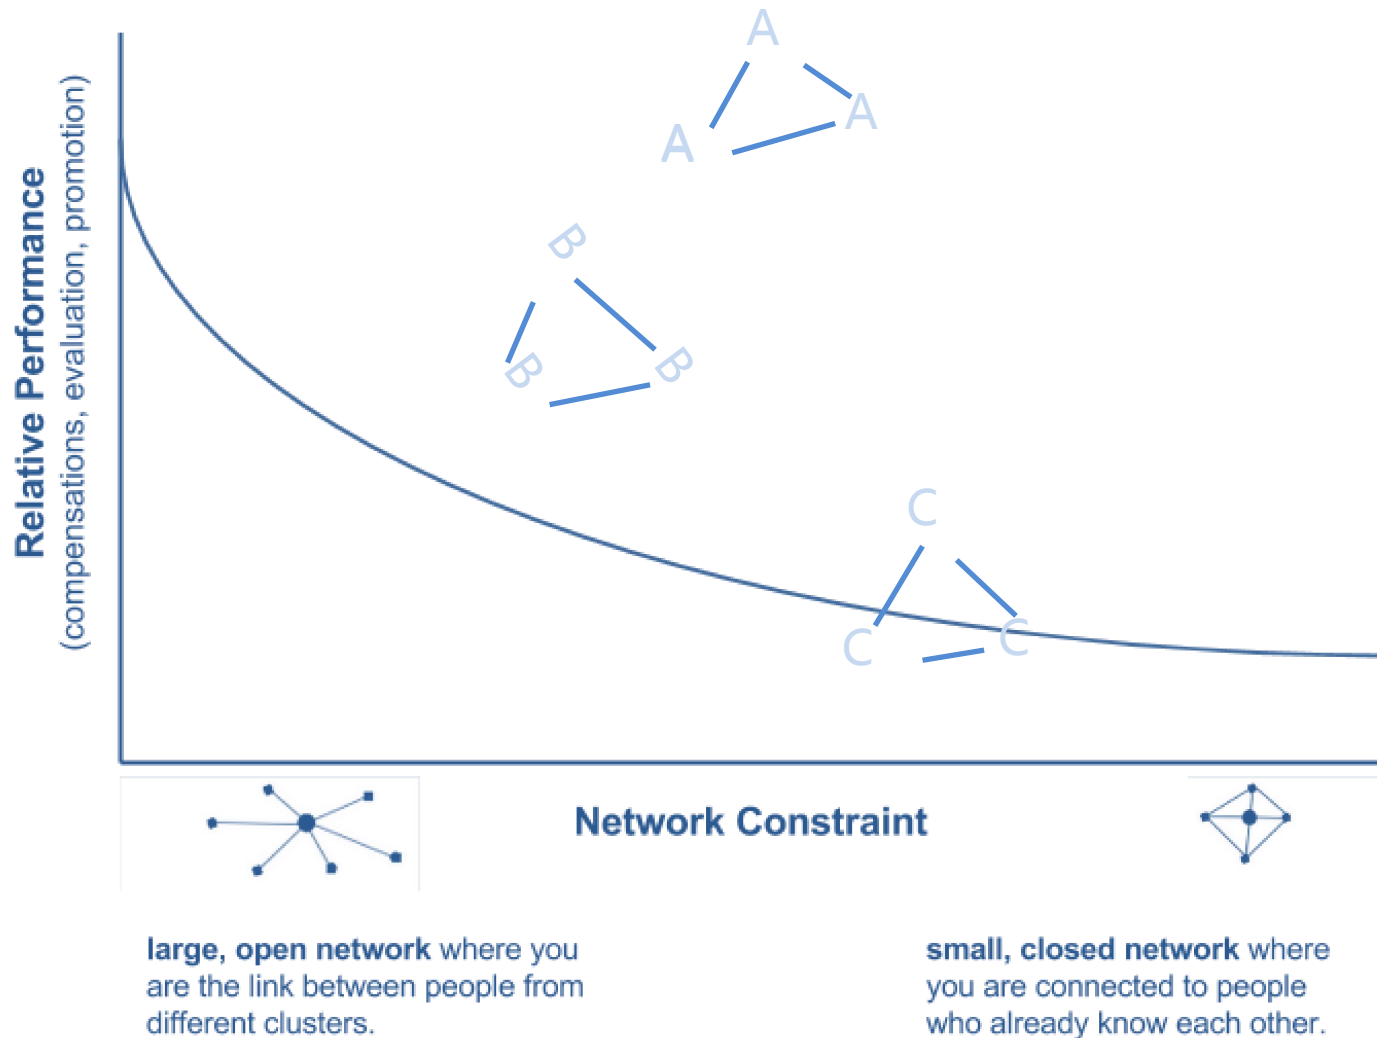 A
A
A
B
B
B
C
C
C
Relative Performance
(compensations, evaluation, promotion)
Network Constraint
large, open network where you
are the link between people from
different clusters.
small, closed network where
you are connected to people
who already know each other.